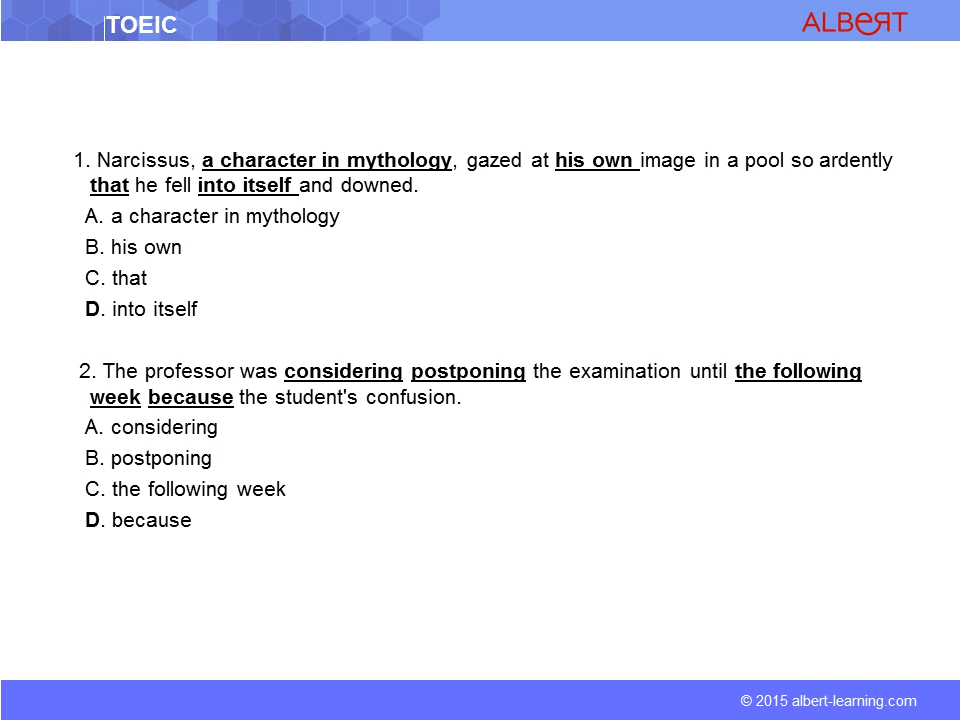 TOEIC
ALBERT
1. Narcissus, a character in mythology, gazed at his own image in a pool so ardently
that he fell into itself and downed.
A. a character in mythology
B. his own
C. that
D. into itself
2. The professor was considering postponing the examination until the following
week because the student's confusion.
A. considering
B. postponing
C. the following week
D. because
© 2015 albert-learning.com